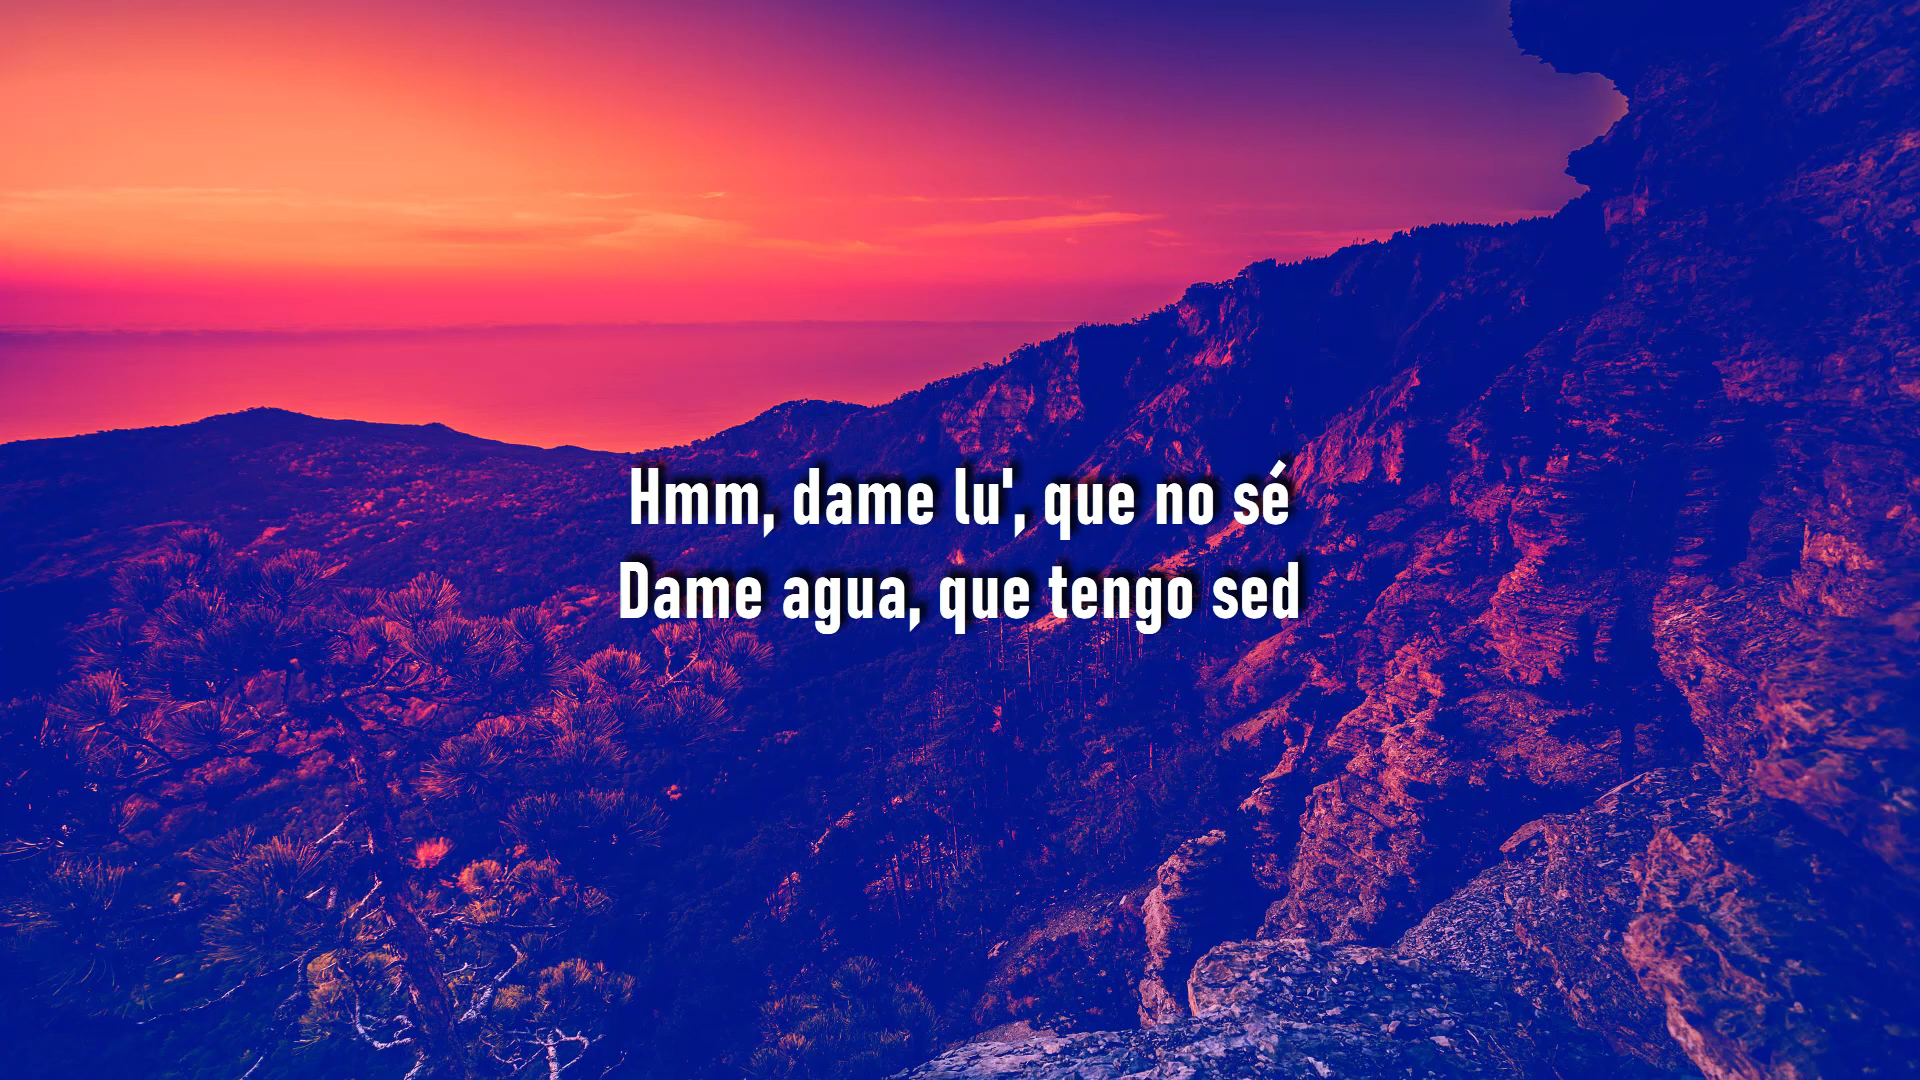 Hmm, dame lu', que no sé
Dame agua, que tengo sed